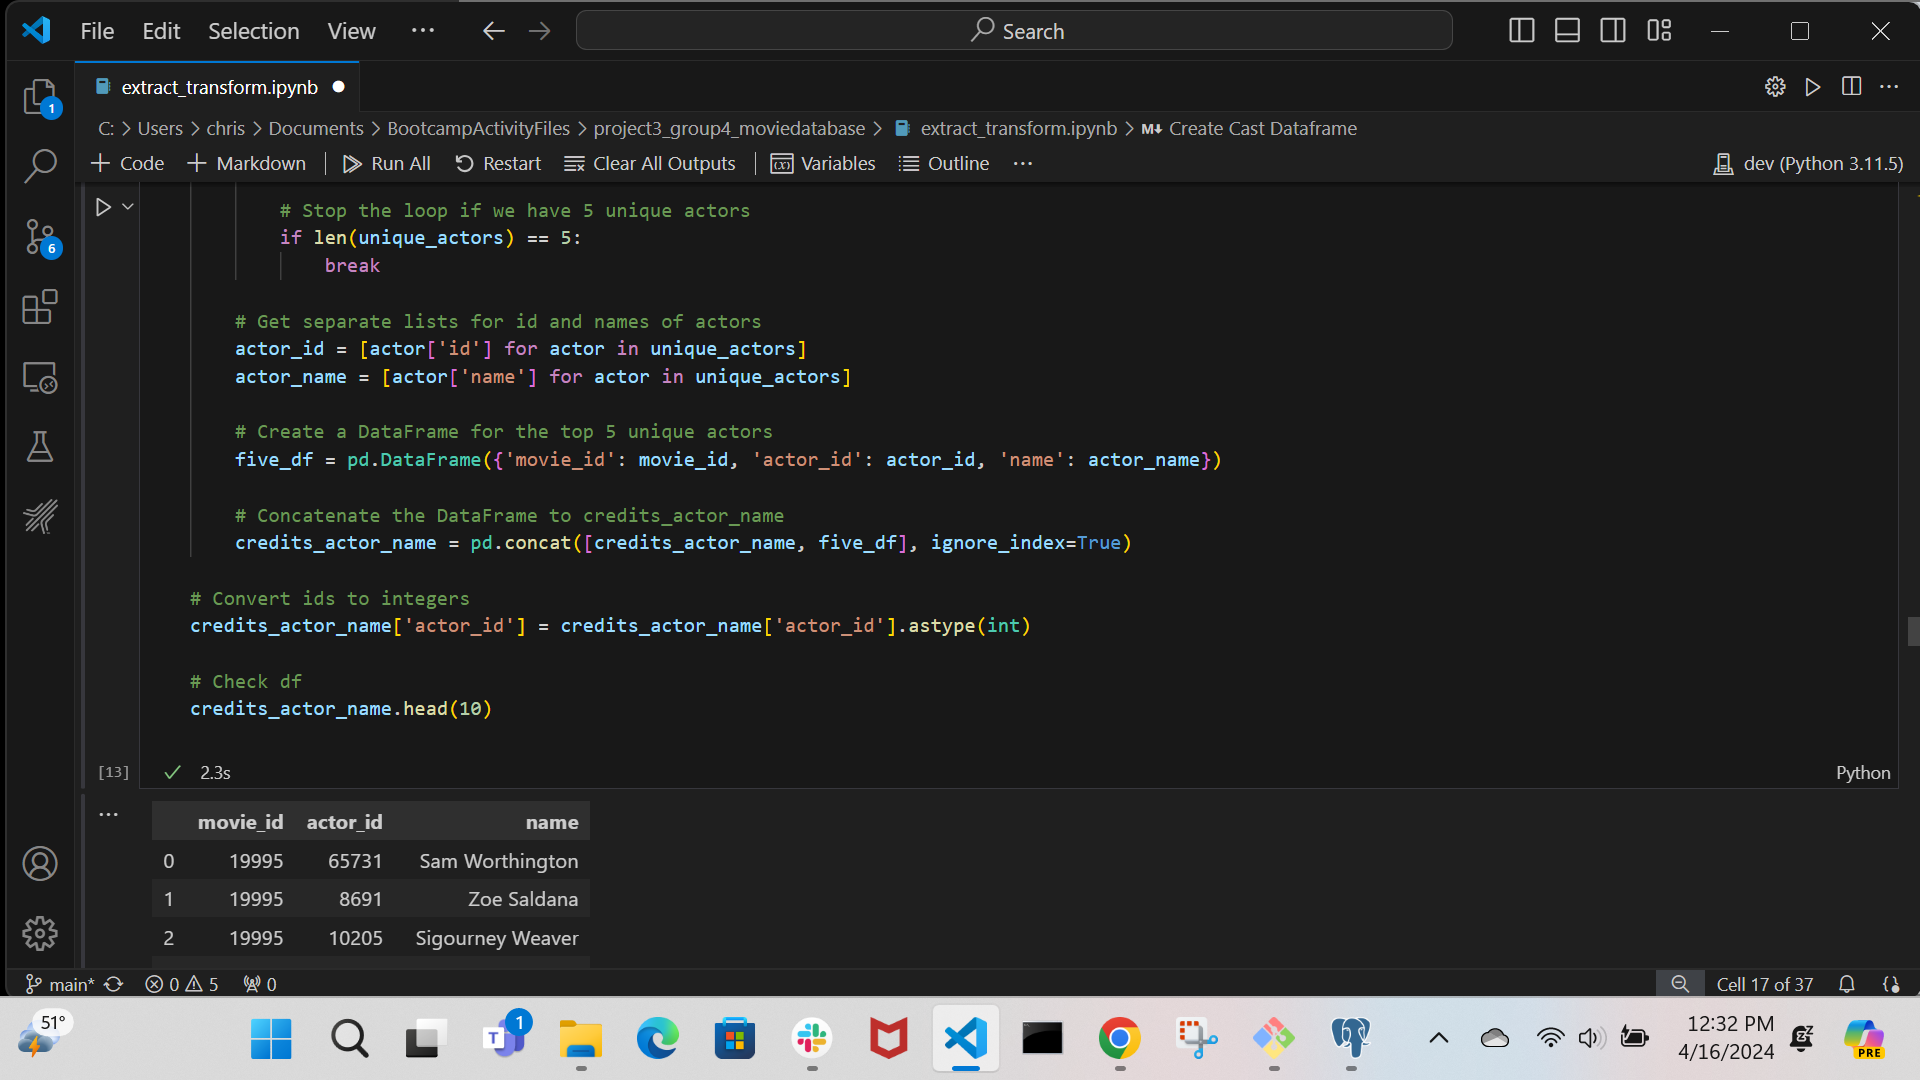 File Edit Selection View ··· Search
1 extract_transform.ipynb
C: > Users > chris > Documents > BootcampActivityFiles > project3_group4_moviedatabase > extract_transform.ipynb > M↓ Create Cast Dataframe
+ Code + Markdown Run All Restart Clear All Outputs (x) Variables Outline ··· dev (Python 3.11.5)
# Stop the loop if we have 5 unique actors
if len(unique_actors) == 5:
6
break
# Get separate lists for id and names of actors
actor_id = [actor['id'] for actor in unique_actors]
actor_name = [actor['name'] for actor in unique_actors]
# Create a DataFrame for the top 5 unique actors
five_df = pd.DataFrame({'movie_id': movie_id, 'actor_id': actor_id, 'name': actor_name})
# Concatenate the DataFrame to credits_actor_name
credits_actor_name = pd.concat([credits_actor_name, five_df], ignore_index=True)
# Convert ids to integers
credits_actor_name['actor_id'] = credits_actor_name['actor_id'].astype(int)
# Check df
credits_actor_name.head(10)
[13] 2.3s Python
movie_id actor_id name
0 19995 65731 Sam Worthington
1 19995 8691 Zoe Saldana
2 19995 10205 Sigourney Weaver
main* 0 5 0 Cell 17 of 37
51° T 1 12:32 PM
4/16/2024 PRE